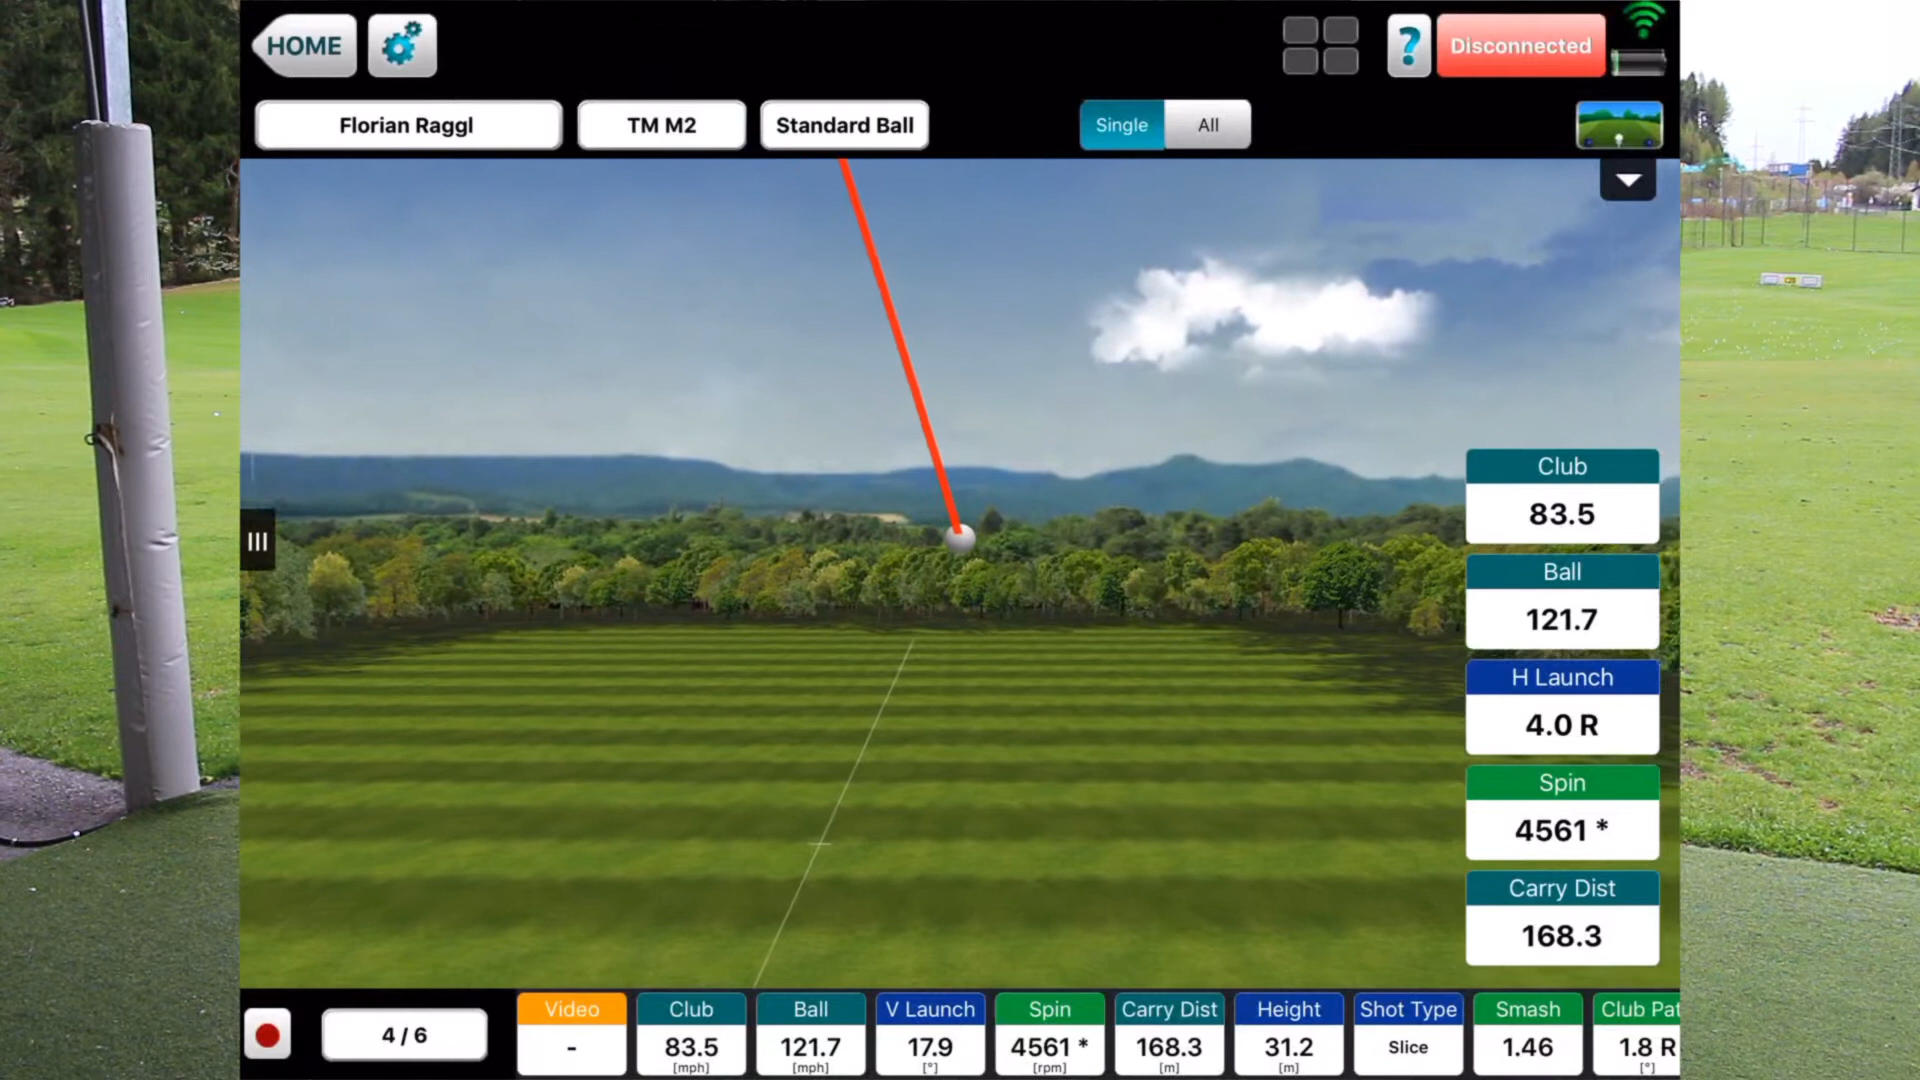 HOME
?
Disconnected
Florian Raggl
TM M2
Standard Ball
Single
All
Club
83.5
Ball
121.7
H Launch
4.0 R
Spin
4561 *
Carry Dist
168.3
4 / 6
Video
-
Club
83.5
[mph]
Ball
121.7
[mph]
V Launch
17.9
[°]
Spin
4561 *
[rpm]
Carry Dist
168.3
[m]
Height
31.2
[m]
Shot Type
Slice
Smash
1.46
Club Pat
1.8 R
[°]